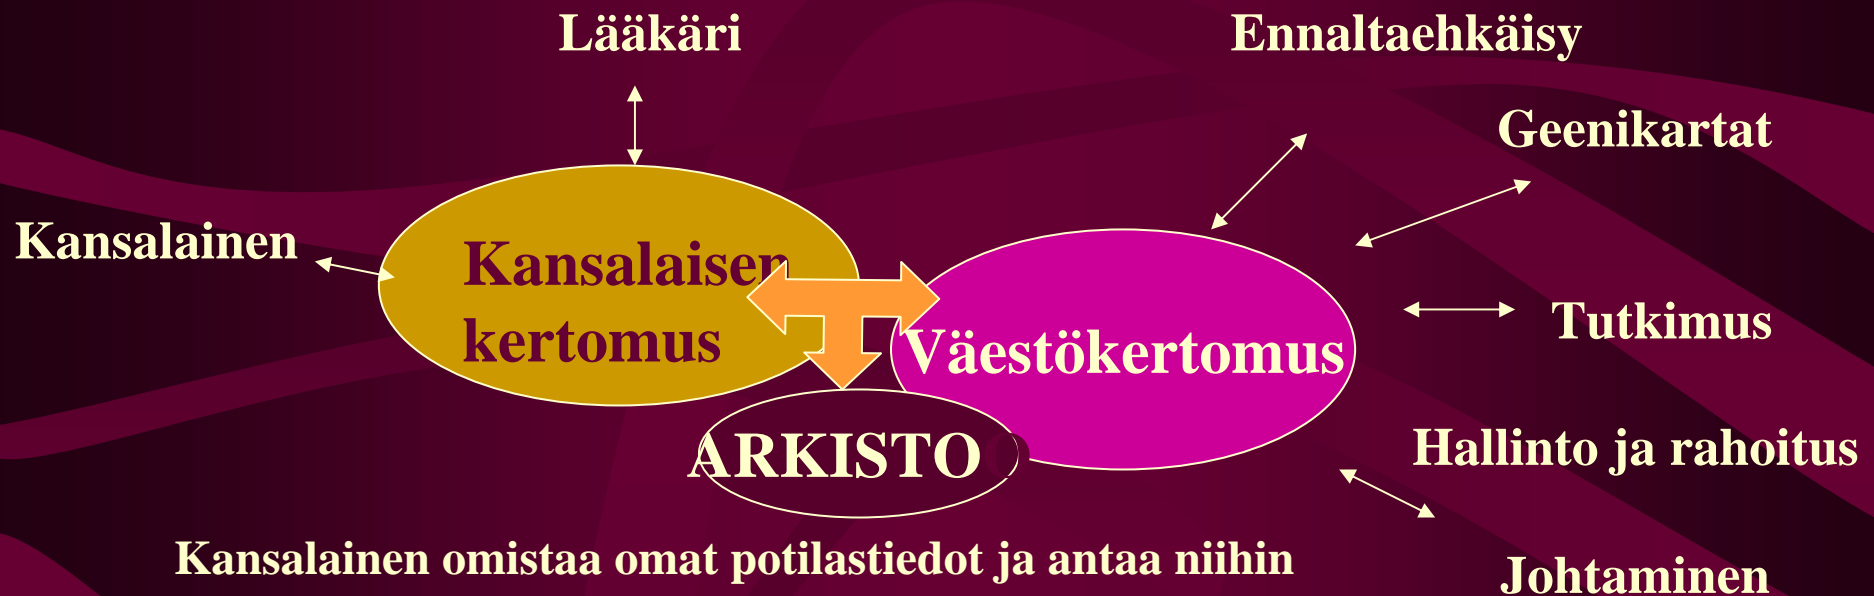 Lääkäri
Ennaltaehkäisy
Geenikartat
Kansalainen
Kansalaisen
kertomus
Väestökertomus
Tutkimus
ARKISTO
Hallinto ja rahoitus
Kansalainen omistaa omat potilastiedot ja antaa niihin
Johtaminen